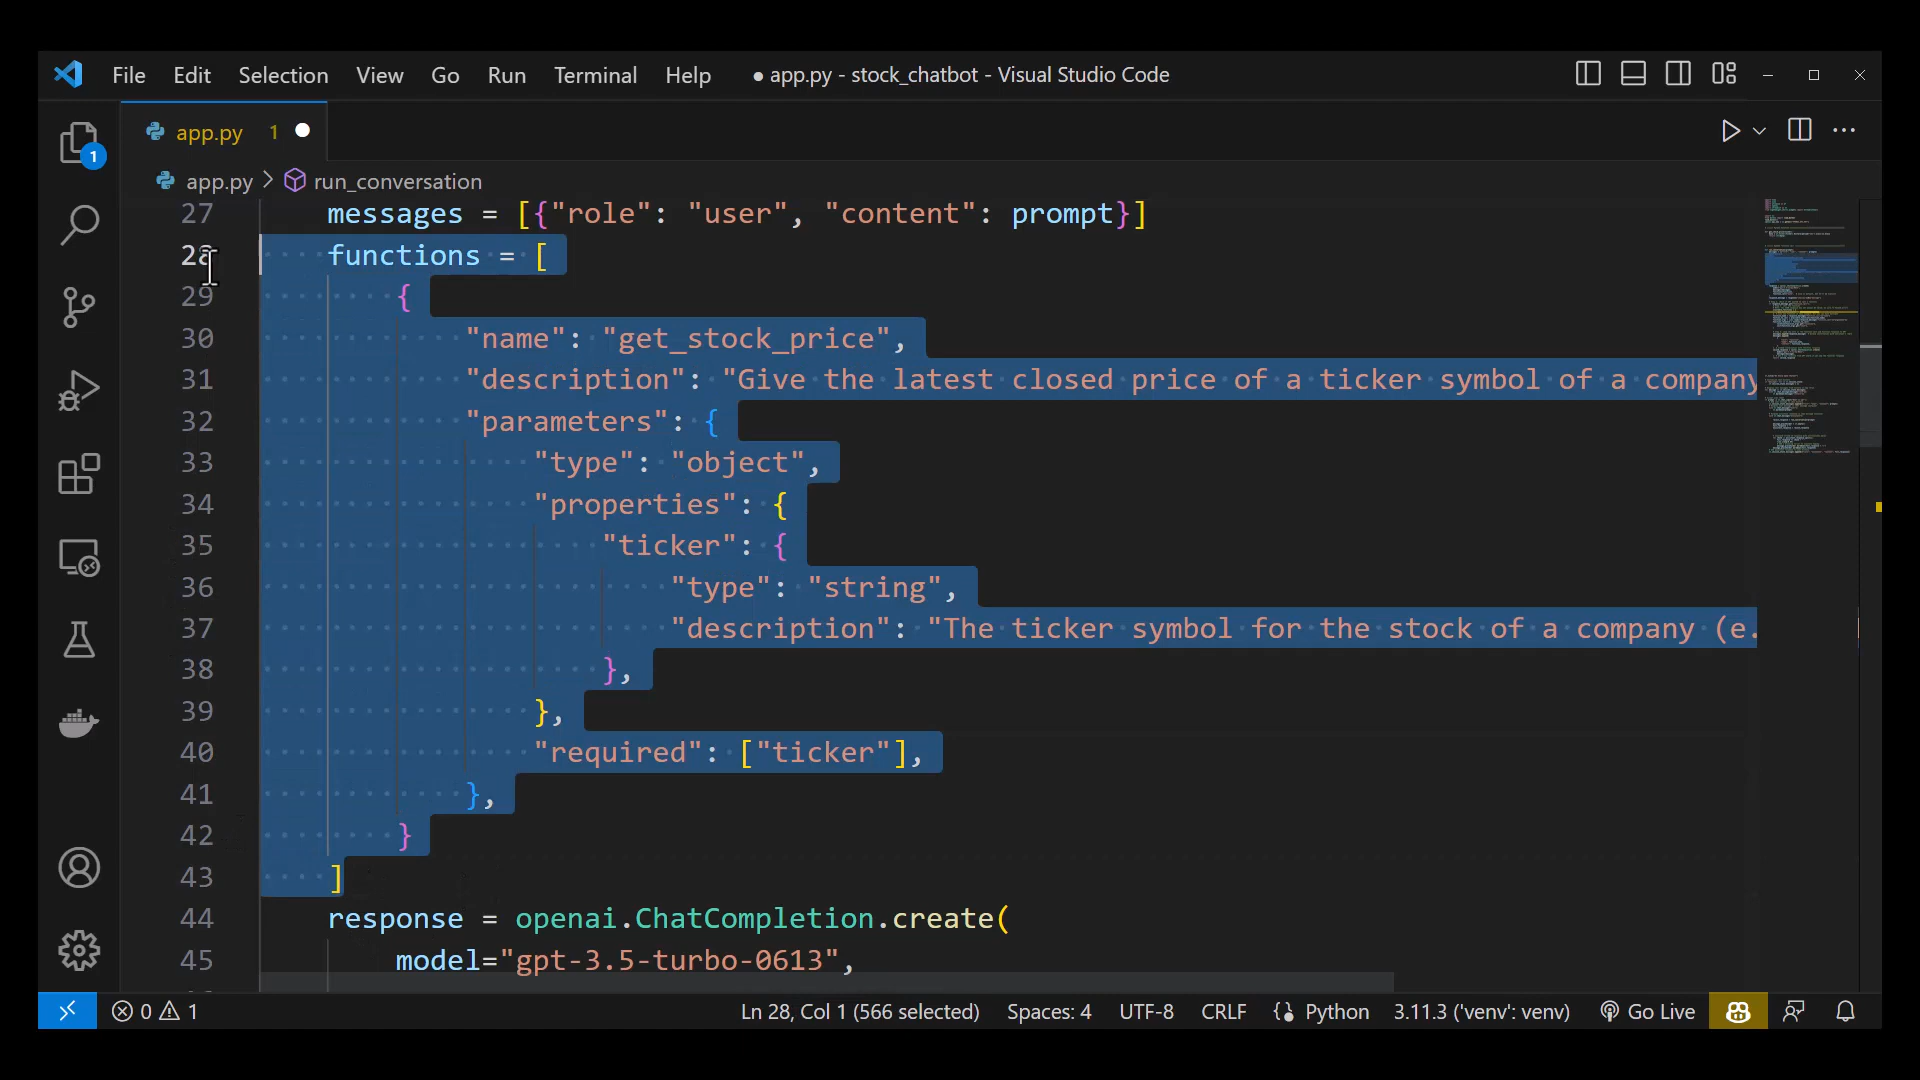 File Edit Selection View Go Run Terminal Help ● app.py - stock_chatbot - Visual Studio Code
app.py 1
app.py > run_conversation
27 messages = [{"role": "user", "content": prompt}]
28 functions = [
29 {
30 "name": "get_stock_price",
31 "description": "Give the latest closed price of a ticker symbol of a company
32 "parameters": {
33 "type": "object",
34 "properties": {
35 "ticker": {
36 "type": "string",
37 "description": "The ticker symbol for the stock of a company (e.
38 },
39 },
40 "required": ["ticker"],
41 },
42 }
43 ]
44 response = openai.ChatCompletion.create(
45 model="gpt-3.5-turbo-0613",
1
0 1 Ln 28, Col 1 (566 selected) Spaces: 4 UTF-8 CRLF Python 3.11.3 ('venv': venv) Go Live